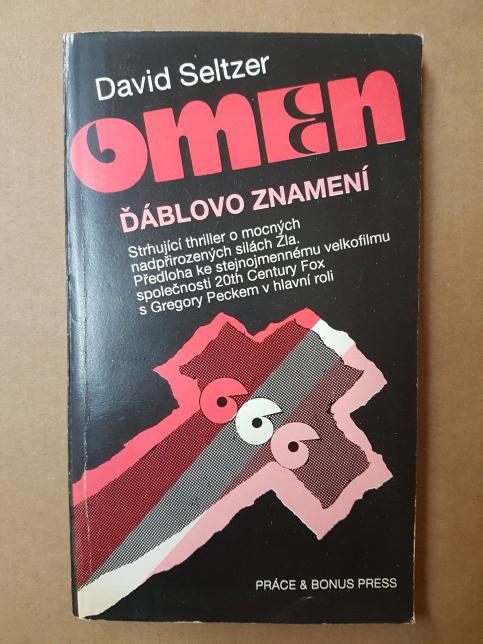 David Seltzer
OMEN
ĎÁBLOVO ZNAMENÍ
Strhující thriller o mocných
nadpřirozených silách Zla.
Předloha ke stejnojmennému velkofilmu
společnosti 20th Century Fox
s Gregory Peckem v hlavní roli
666
PRÁCE & BONUS PRESS